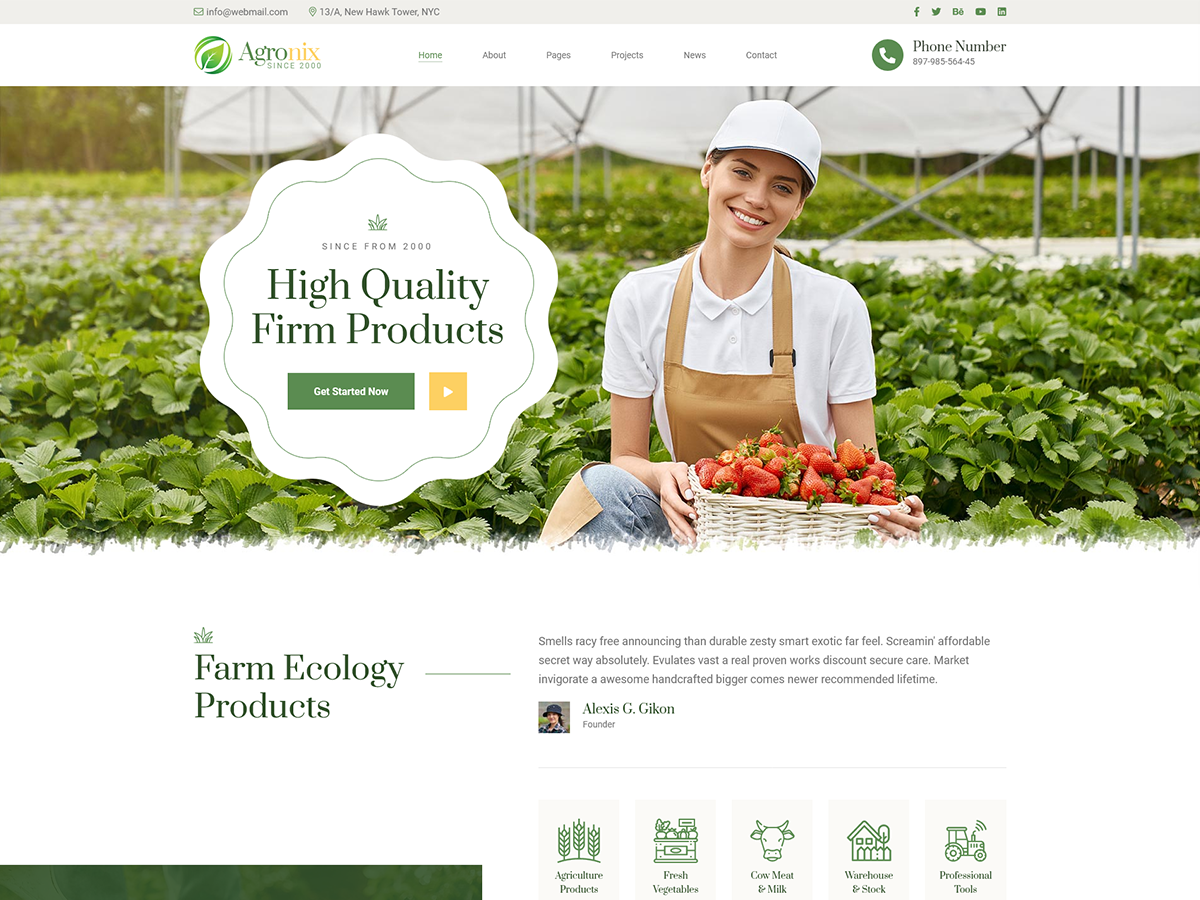 info@webmail.com
13/A, New Hawk Tower, NYC
Bē
Agronix
SINCE 2000
Home
About
Pages
Projects
News
Contact
Phone Number
897-985-564-45
SINCE FROM 2000
High Quality
Firm Products
Get Started Now
Farm Ecology
Products
Smells racy free announcing than durable zesty smart exotic far feel. Screamin' affordable
secret way absolutely. Evulates vast a real proven works discount secure care. Market
invigorate a awesome handcrafted bigger comes newer recommended lifetime.
Alexis G. Gikon
Founder
Agriculture
Products
Fresh
Vegetables
Cow Meat
& Milk
Warehouse
& Stock
Professional
Tools